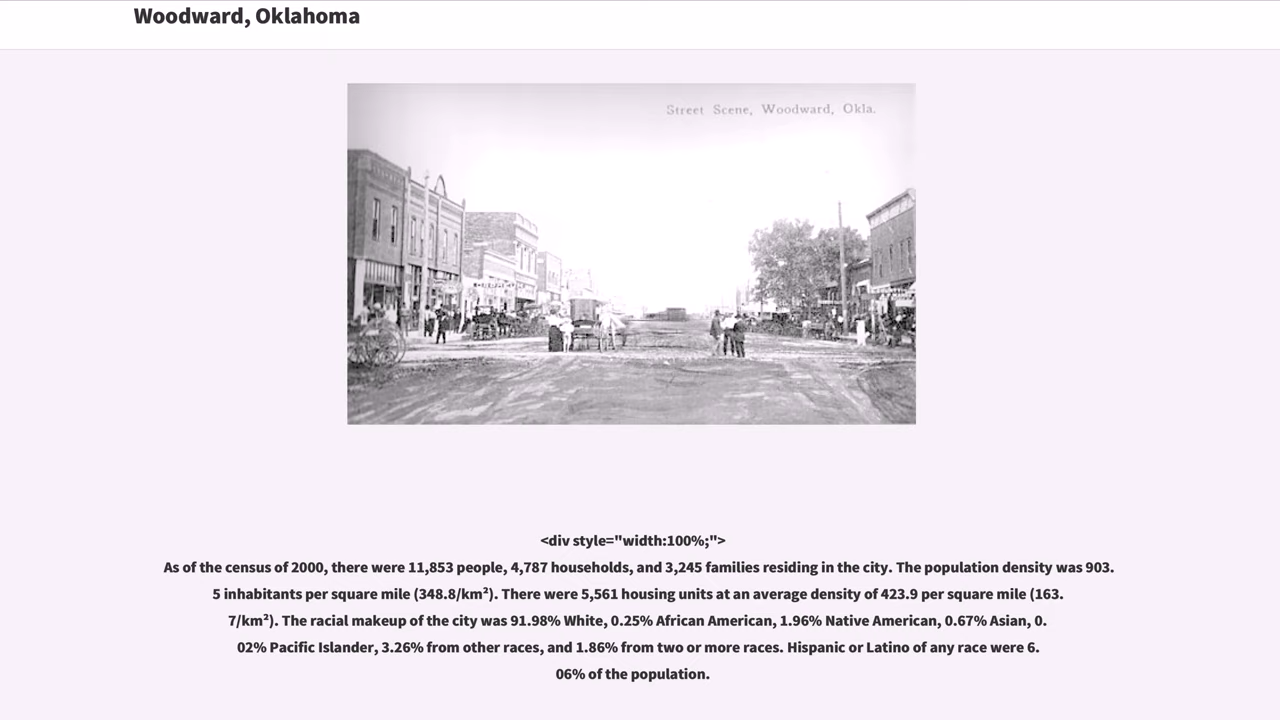 Woodward, Oklahoma
Street Scene, Woodward, Okla.
<div style="width:100%;">
As of the census of 2000, there were 11,853 people, 4,787 households, and 3,245 families residing in the city. The population density was 903.
5 inhabitants per square mile (348.8/km²). There were 5,561 housing units at an average density of 423.9 per square mile (163.
7/km²). The racial makeup of the city was 91.98% White, 0.25% African American, 1.96% Native American, 0.67% Asian, 0.
02% Pacific Islander, 3.26% from other races, and 1.86% from two or more races. Hispanic or Latino of any race were 6.
06% of the population.